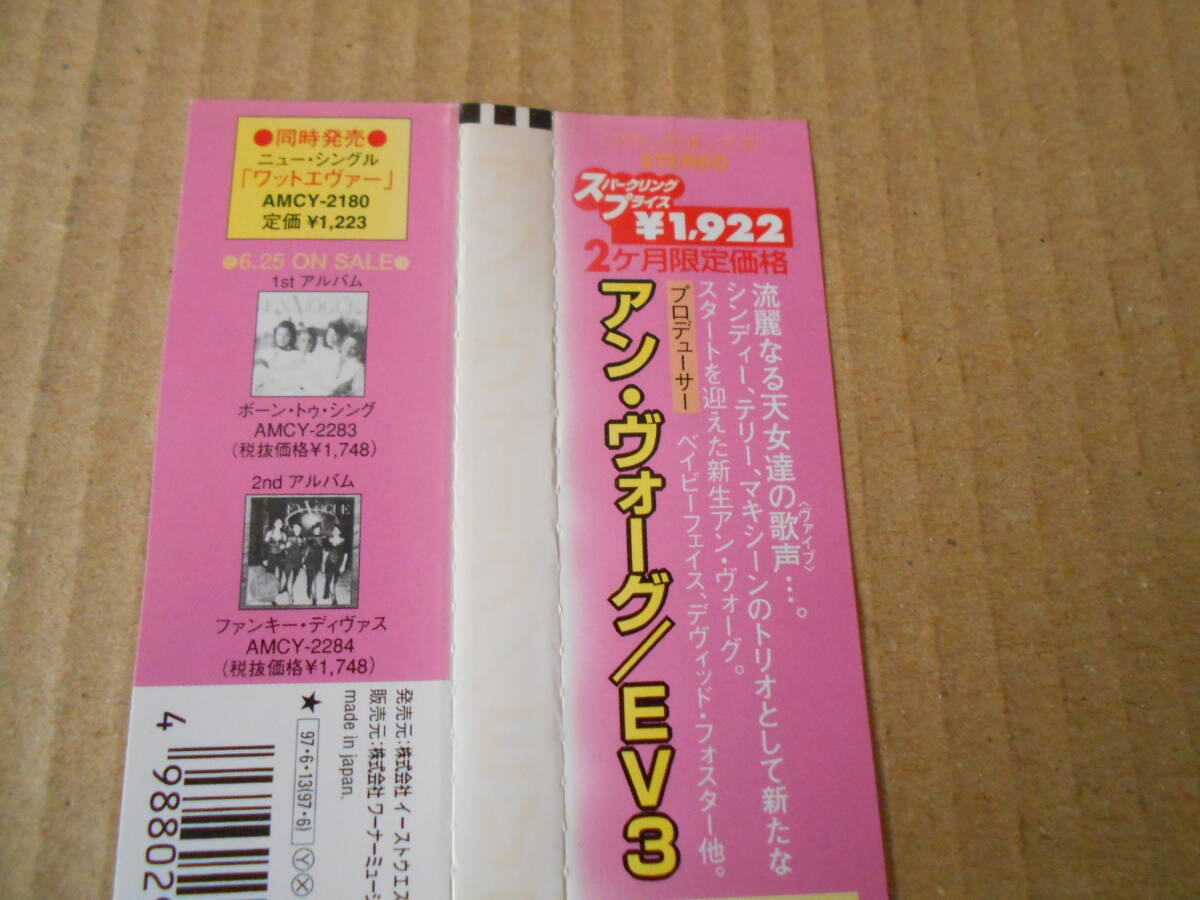 ●同時発売●
ニュー・シングル
「ワットエヴァー」
AMCY-2180
定価 ¥1,223
●6.25 ON SALE●
1st アルバム
EN VOGUE
ボーン・トゥ・シング
AMCY-2283
(税抜価格¥1,748)
2nd アルバム
EN VOGUE
ファンキー・ディヴァス
AMCY-2284
(税抜価格¥1,748)
発売元：株式会社 イーストウエス
販売元：株式会社 ワーナーミュージ
made in japan.
★
97・6・13(97・6)
Ⓨ
4 98802
STEREO
スパークリング
プライス
¥1,922
2ケ月限定価格
流麗なる天女達の歌声〈ヴァイブ〉…。
シンディー、テリー、マキシーンのトリオとして新たな
スタートを迎えた新生アン・ヴォーグ。
プロデューサー
ベイビーフェイス、デヴィッド・フォスター他。
アン・ヴォーグ/EV3